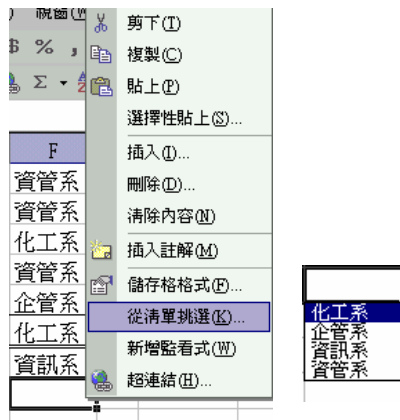 ) 視窗(W
$ % ,
Σ
F
資管系
資管系
化工系
資管系
企管系
化工系
資訊系
剪下(T)
複製(C)
貼上(P)
選擇性貼上(S)...
插入(I)...
刪除(D)...
清除內容(N)
插入註解(M)
儲存格格式(F)...
從清單挑選(K)...
新增監看式(W)
超連結(H)...
化工系
企管系
資訊系
資管系